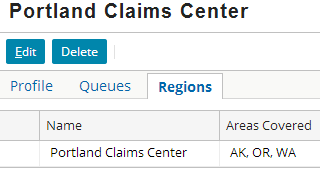 Portland Claims Center
Edit Delete
Profile Queues Regions
Name Areas Covered
Portland Claims Center AK, OR, WA